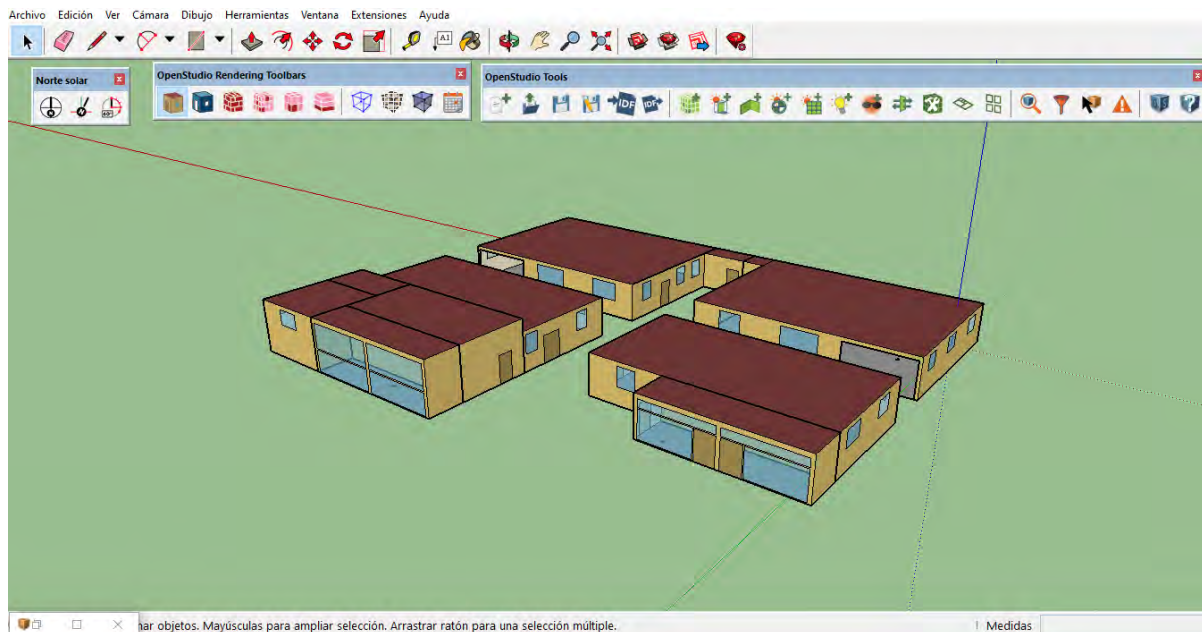 Archivo Edición Ver Cámara Dibujo Herramientas Ventana Extensiones Ayuda
A1
Norte solar
OpenStudio Rendering Toolbars
OpenStudio Tools
IDF
IDF
nar objetos. Mayúsculas para ampliar selección. Arrastrar ratón para una selección múltiple.
Medidas